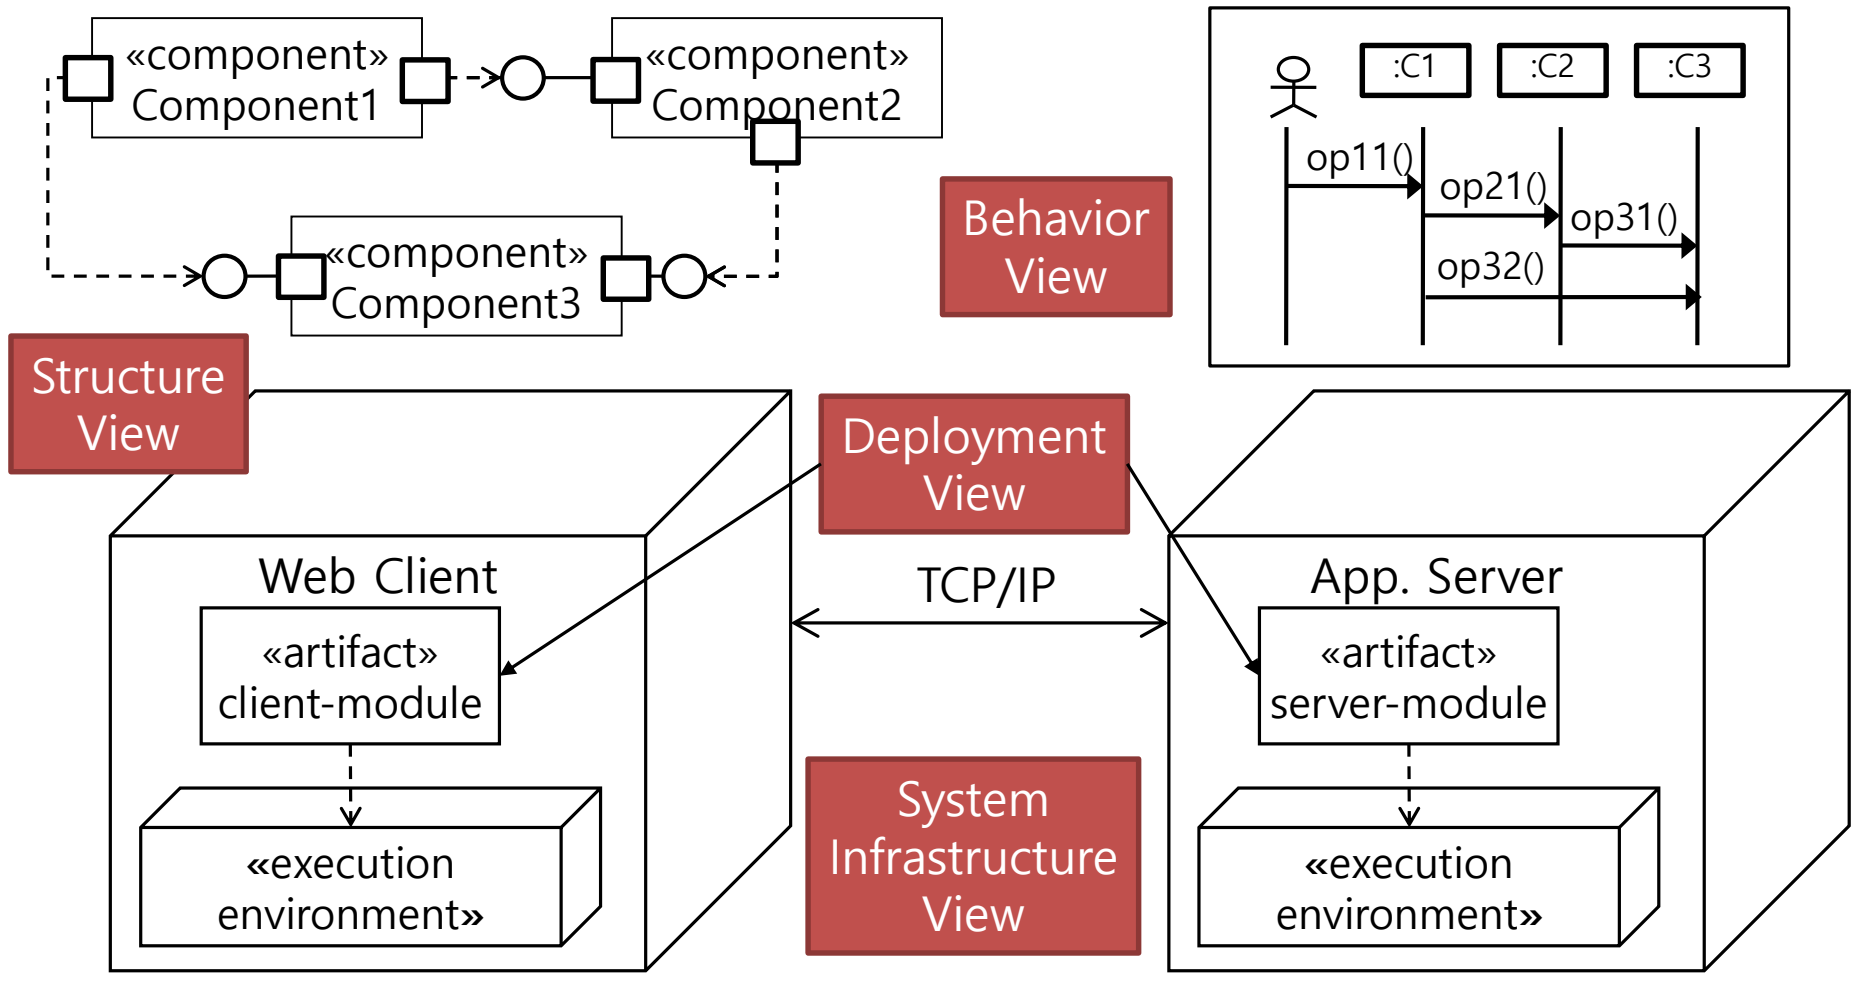 «component»
Component1
«component»
Component2
«component»
Component3
Structure
View
Behavior
View
:C1
:C2
:C3
op11()
op21()
op31()
op32()
Deployment
View
Web Client
«artifact»
client-module
«execution
environment»
TCP/IP
System
Infrastructure
View
App. Server
«artifact»
server-module
«execution
environment»